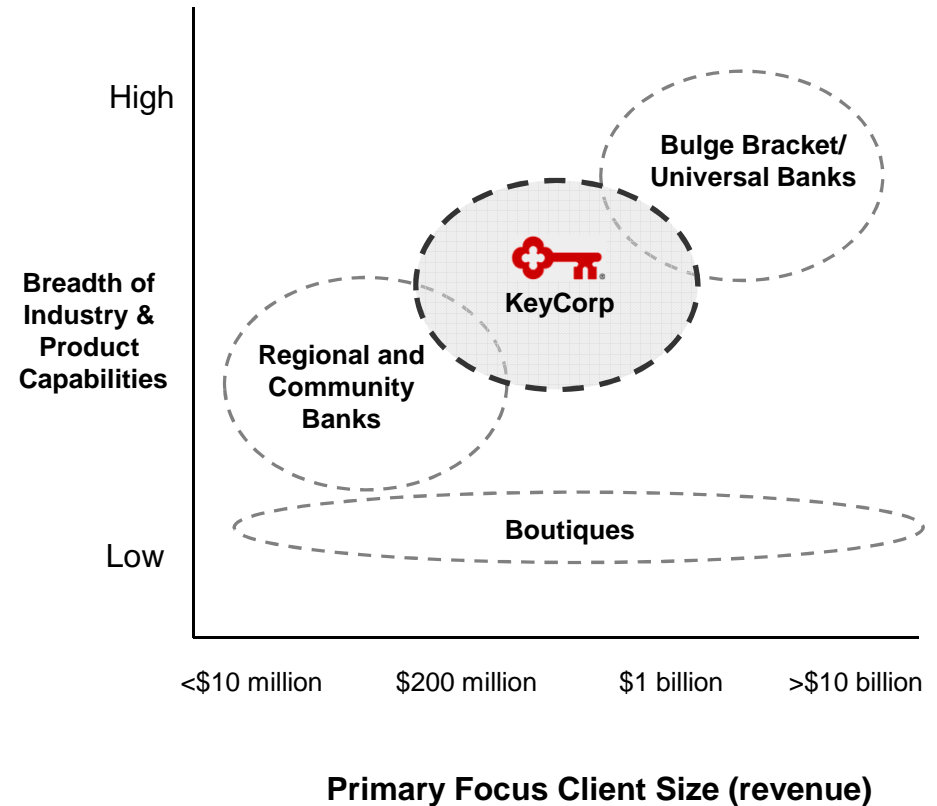 High
Bulge Bracket/
Universal Banks
KeyCorp
Breadth of
Industry &
Product
Capabilities
Regional and
Community
Banks
Boutiques
Low
<$10 million
$200 million
$1 billion
>$10 billion
Primary Focus Client Size (revenue)